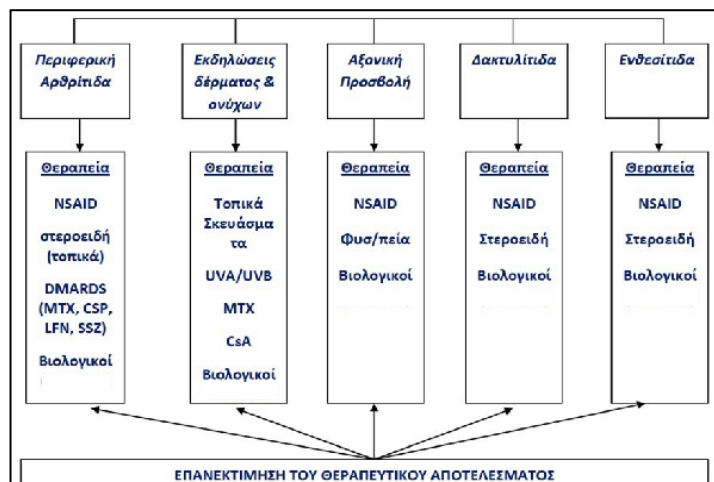 Περιφερική
Αρθρίτιδα
Εκδηλώσεις
δέρματος &
ονύχων
Αξονική
Προσβολή
Δακτυλίτιδα
Ενθεσίτιδα
Θεραπεία
NSAID
στεροειδή
(τοπικά)
DMARDS
(MTX, CSP,
LFN, SSZ)
Βιολογικοί
Θεραπεία
Τοπικά
Σκευάσμα
τα
UVA/UVB
MTX
CsA
Βιολογικοί
Θεραπεία
NSAID
Φυσ/πεία
Βιολογικοί
Θεραπεία
NSAID
Στεροειδή
Βιολογικοί
Θεραπεία
NSAID
Στεροειδή
Βιολογικοί
ΕΠΑΝΕΚΤΙΜΗΣΗ ΤΟΥ ΘΕΡΑΠΕΥΤΙΚΟΥ ΑΠΟΤΕΛΕΣΜΑΤΟΣ